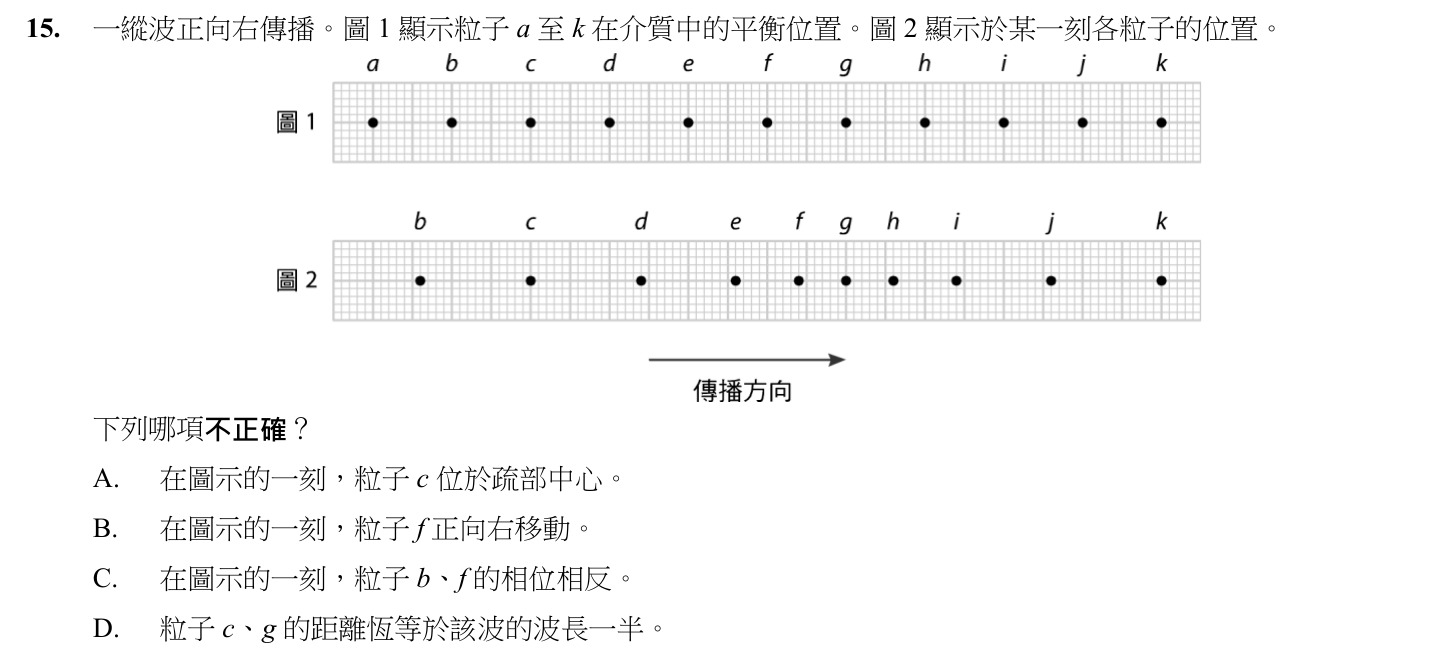 15. 一縱波正向右傳播。圖 1 顯示粒子 a 至 k 在介質中的平衡位置。圖 2 顯示於某一刻各粒子的位置。
a b c d e f g h i j k
圖 1
b c d e f g h i j k
圖 2
傳播方向
下列哪項不正確？
A. 在圖示的一刻，粒子 c 位於疏部中心。
B. 在圖示的一刻，粒子 f 正向右移動。
C. 在圖示的一刻，粒子 b、f 的相位相反。
D. 粒子 c、g 的距離恆等於該波的波長一半。